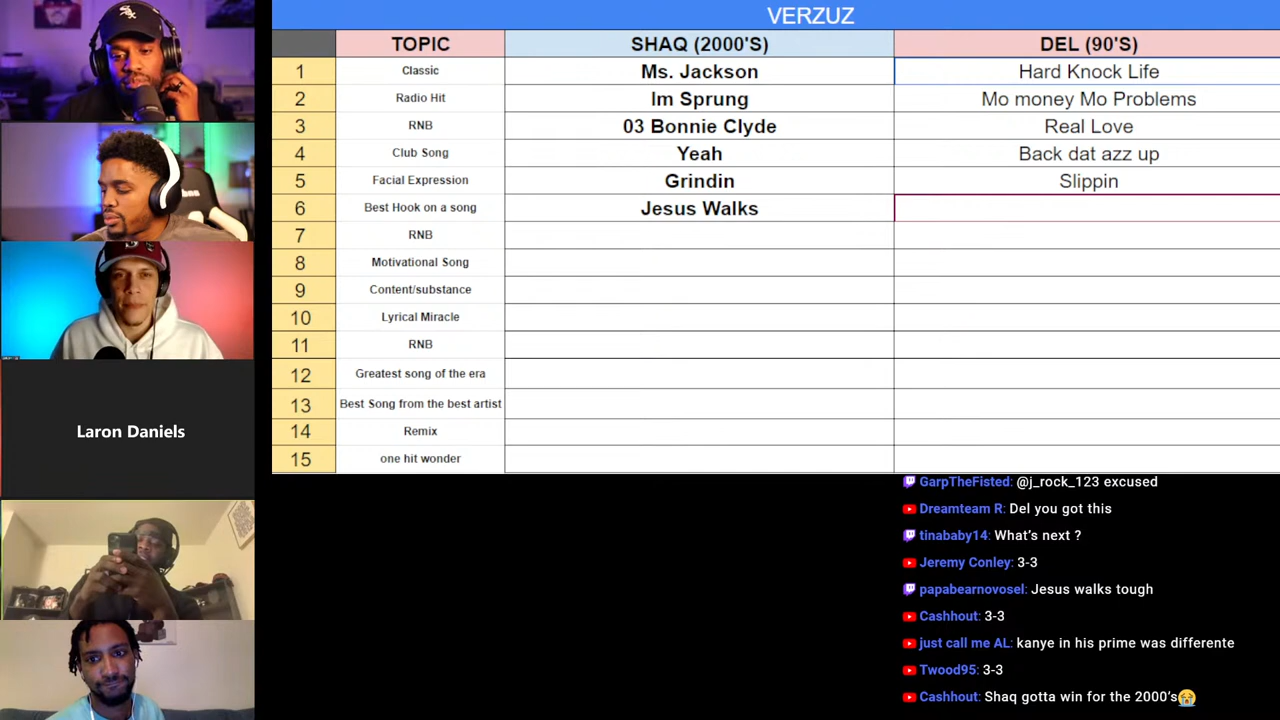 VERZUZ
TOPIC SHAQ (2000'S) DEL (90'S)
1 Classic Ms. Jackson Hard Knock Life
2 Radio Hit Im Sprung Mo money Mo Problems
3 RNB 03 Bonnie Clyde Real Love
4 Club Song Yeah Back dat azz up
5 Facial Expression Grindin Slippin
6 Best Hook on a song Jesus Walks
7 RNB
8 Motivational Song
9 Content/substance
10 Lyrical Miracle
11 RNB
12 Greatest song of the era
13 Best Song from the best artist
14 Remix
15 one hit wonder
Laron Daniels
GarpTheFisted: @j_rock_123 excused
Dreamteam R: Del you got this
tinababy14: What's next ?
Jeremy Conley: 3-3
papabearnovosel: Jesus walks tough
Cashhout: 3-3
just call me AL: kanye in his prime was differente
Twood95: 3-3
Cashhout: Shaq gotta win for the 2000's😭